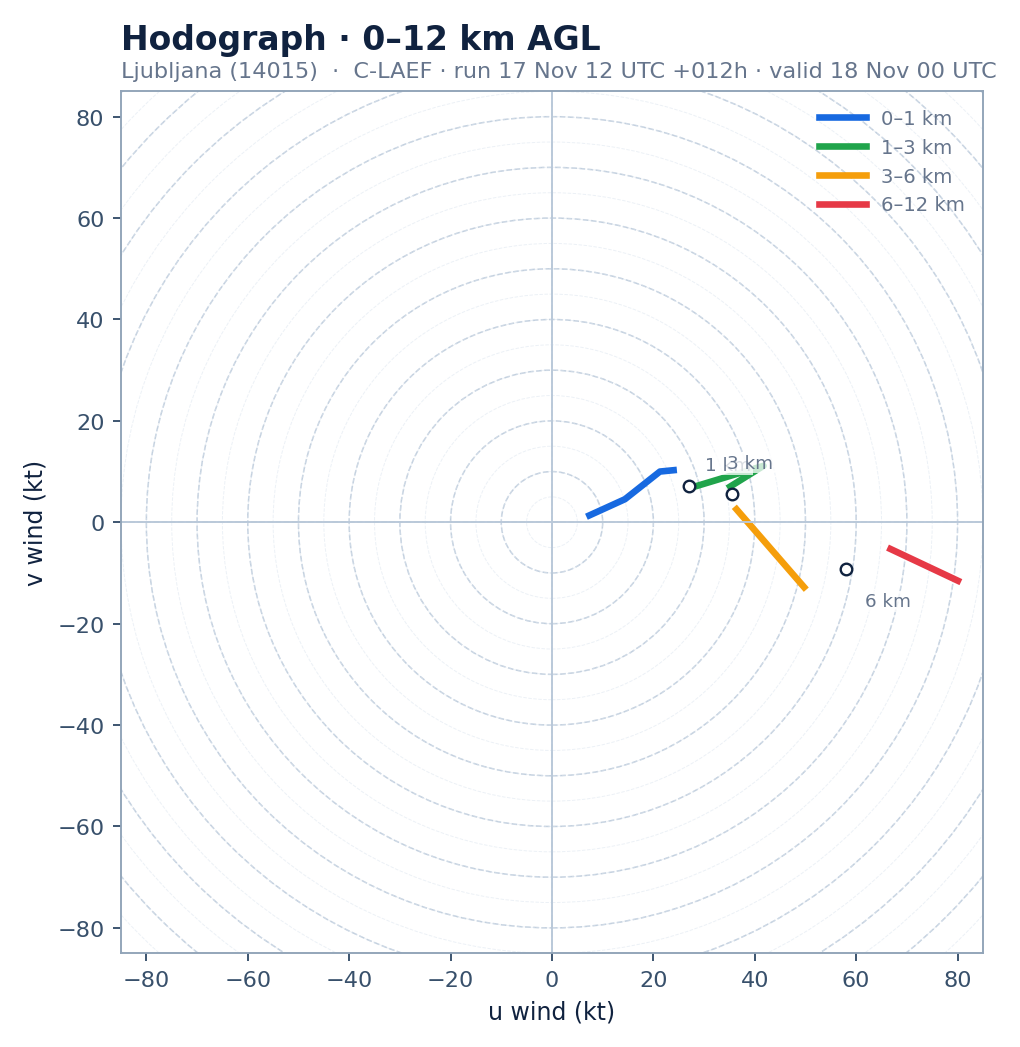 Hodograph · 0–12 km AGL
Ljubljana (14015)  ·  C-LAEF · run 17 Nov 12 UTC +012h · valid 18 Nov 00 UTC
0–1 km
1–3 km
3–6 km
6–12 km
80
60
40
20
0
−20
−40
−60
−80
v wind (kt)
1
3 km
6 km
−80
−60
−40
−20
0
20
40
60
80
u wind (kt)